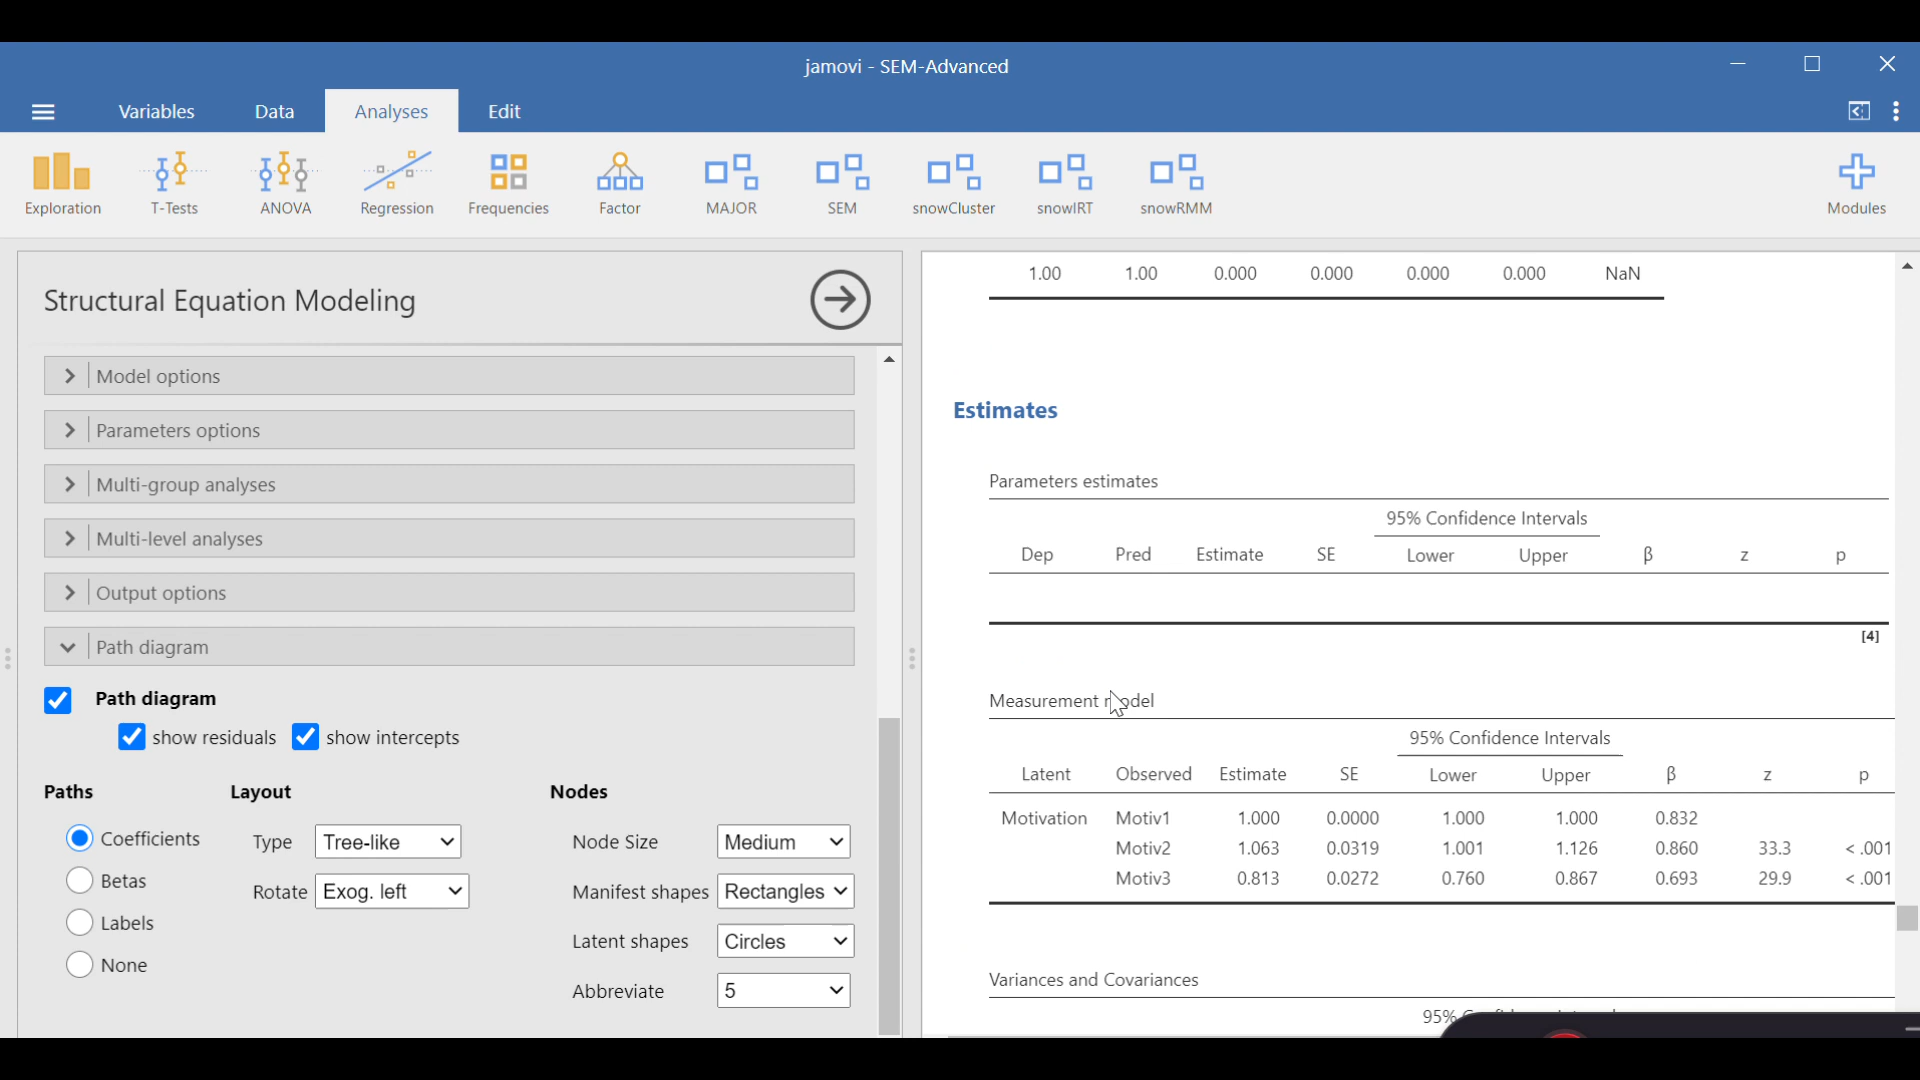 jamovi - SEM-Advanced
Variables Data Analyses Edit
Exploration T-Tests ANOVA Regression Frequencies Factor MAJOR SEM snowCluster snowIRT snowRMM Modules
Structural Equation Modeling
Model options
Parameters options
Multi-group analyses
Multi-level analyses
Output options
Path diagram
Path diagram
show residuals show intercepts
Paths Layout Nodes
Coefficients Type Tree-like Node Size Medium
Betas Rotate Exog. left Manifest shapes Rectangles
Labels Latent shapes Circles
None Abbreviate 5
1.00 1.00 0.000 0.000 0.000 0.000 NaN
Estimates
Parameters estimates
95% Confidence Intervals
Dep Pred Estimate SE Lower Upper β z p
[4]
Measurement model
95% Confidence Intervals
Latent Observed Estimate SE Lower Upper β z p
Motivation Motiv1 1.000 0.0000 1.000 1.000 0.832
Motiv2 1.063 0.0319 1.001 1.126 0.860 33.3 < .001
Motiv3 0.813 0.0272 0.760 0.867 0.693 29.9 < .001
Variances and Covariances
95%